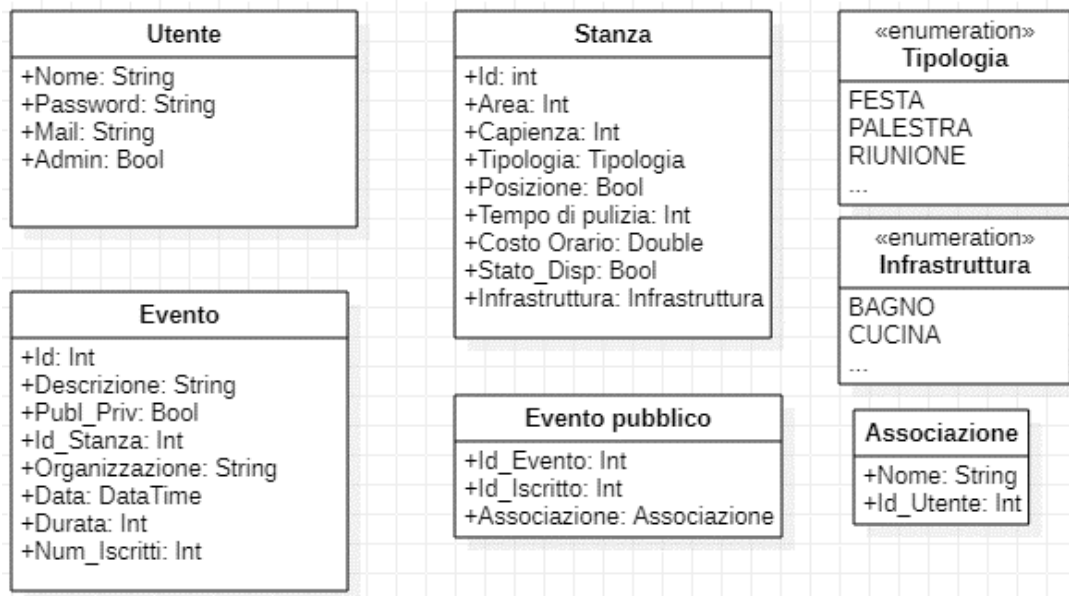 Utente
+Nome: String
+Password: String
+Mail: String
+Admin: Bool
Stanza
+Id: int
+Area: Int
+Capienza: Int
+Tipologia: Tipologia
+Posizione: Bool
+Tempo di pulizia: Int
+Costo Orario: Double
+Stato_Disp: Bool
+Infrastruttura: Infrastruttura
«enumeration»
Tipologia
FESTA
PALESTRA
RIUNIONE
...
«enumeration»
Infrastruttura
BAGNO
CUCINA
...
Evento
+Id: Int
+Descrizione: String
+Publ_Priv: Bool
+Id_Stanza: Int
+Organizzazione: String
+Data: DataTime
+Durata: Int
+Num_Iscritti: Int
Evento pubblico
+Id_Evento: Int
+Id_Iscritto: Int
+Associazione: Associazione
Associazione
+Nome: String
+Id_Utente: Int